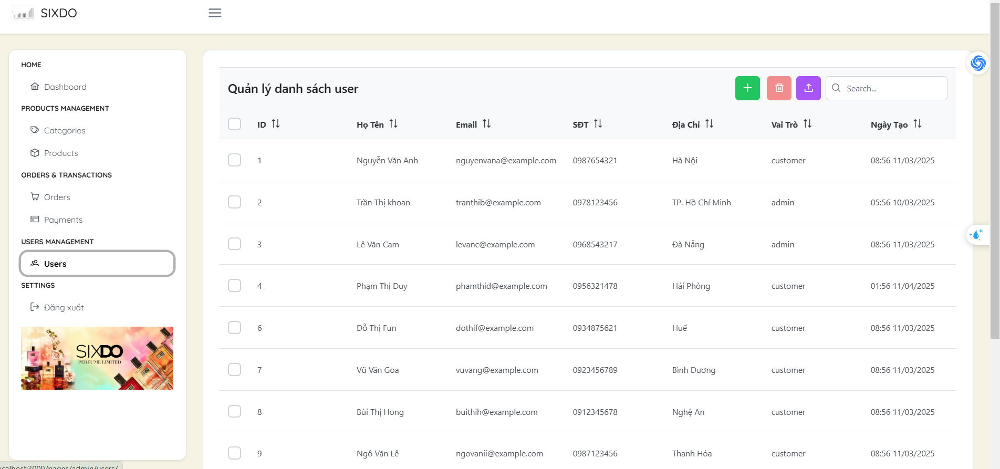 SIXDO
HOME
Dashboard
PRODUCTS MANAGEMENT
Categories
Products
ORDERS & TRANSACTIONS
Orders
Payments
USERS MANAGEMENT
Users
SETTINGS
Đăng xuất
SIXDO
PERFUME LIMITED
Quản lý danh sách user
Search...
ID Họ Tên Email SĐT Địa Chỉ Vai Trò Ngày Tạo
1 Nguyễn Văn Anh nguyenvana@example.com 0987654321 Hà Nội customer 08:56 11/03/2025
2 Trần Thị khoan tranthib@example.com 0978123456 TP. Hồ Chí Minh admin 05:56 10/03/2025
3 Lê Văn Cam levanc@example.com 0968543217 Đà Nẵng admin 08:56 11/03/2025
4 Phạm Thị Duy phamthid@example.com 0956321478 Hải Phòng customer 01:56 11/04/2025
6 Đỗ Thị Fun dothif@example.com 0934875621 Huế customer 08:56 11/03/2025
7 Vũ Văn Goa vuvang@example.com 0923456789 Bình Dương customer 08:56 11/03/2025
8 Bùi Thị Hong buithih@example.com 0912345678 Nghệ An customer 08:56 11/03/2025
9 Ngô Văn Lê ngovanii@example.com 0987123456 Thanh Hóa customer 08:56 11/03/2025
ocalhost:3000/pages/admin/users/